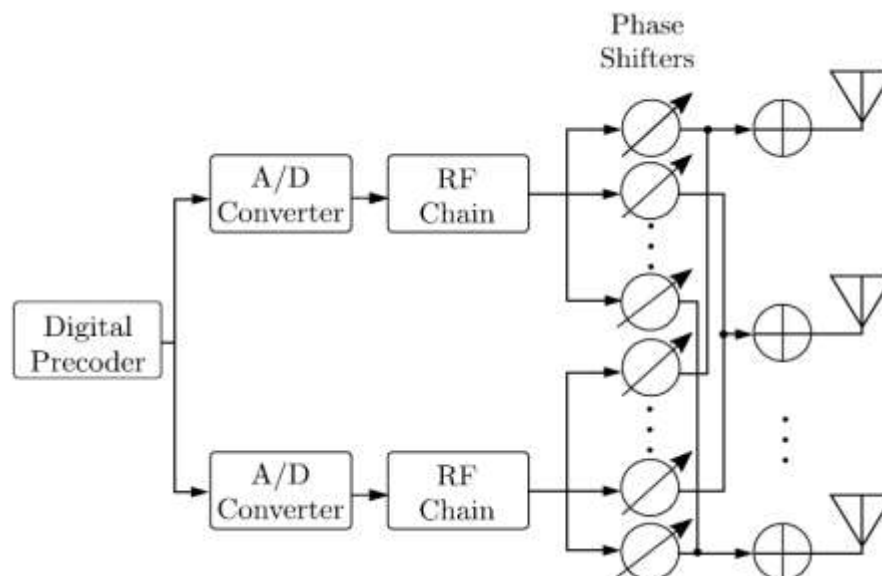 Phase
Shifters
A/D
Converter
RF
Chain
Digital
Precoder
A/D
Converter
RF
Chain